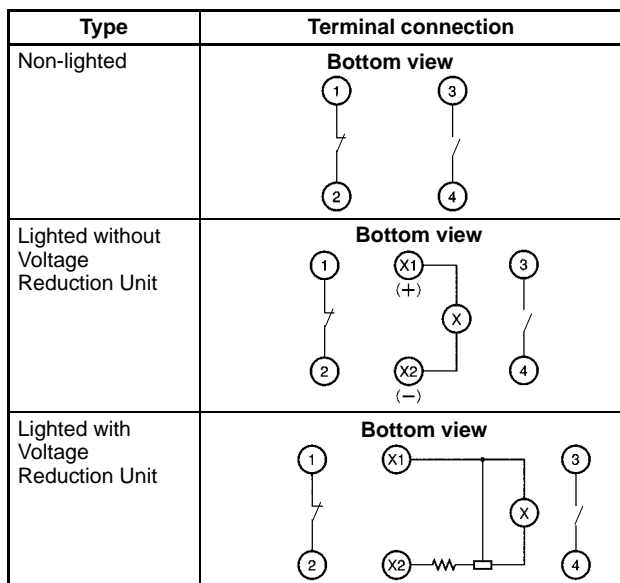 Type Terminal connection
Non-lighted
Bottom view
1 3
2 4
Lighted without
Voltage
Reduction Unit
Bottom view
1 X1 3
(+)
X
2 X2 4
(−)
Lighted with
Voltage
Reduction Unit
Bottom view
1 X1 3
X
2 X2 4